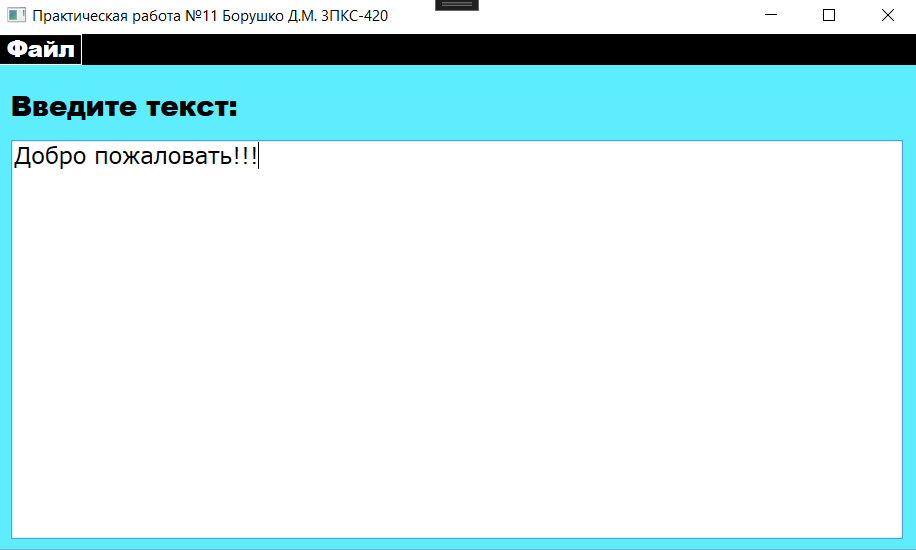 Практическая работа №11 Борушко Д.М. 3ПКС-420
Файл
Введите текст:
Добро пожаловать!!!